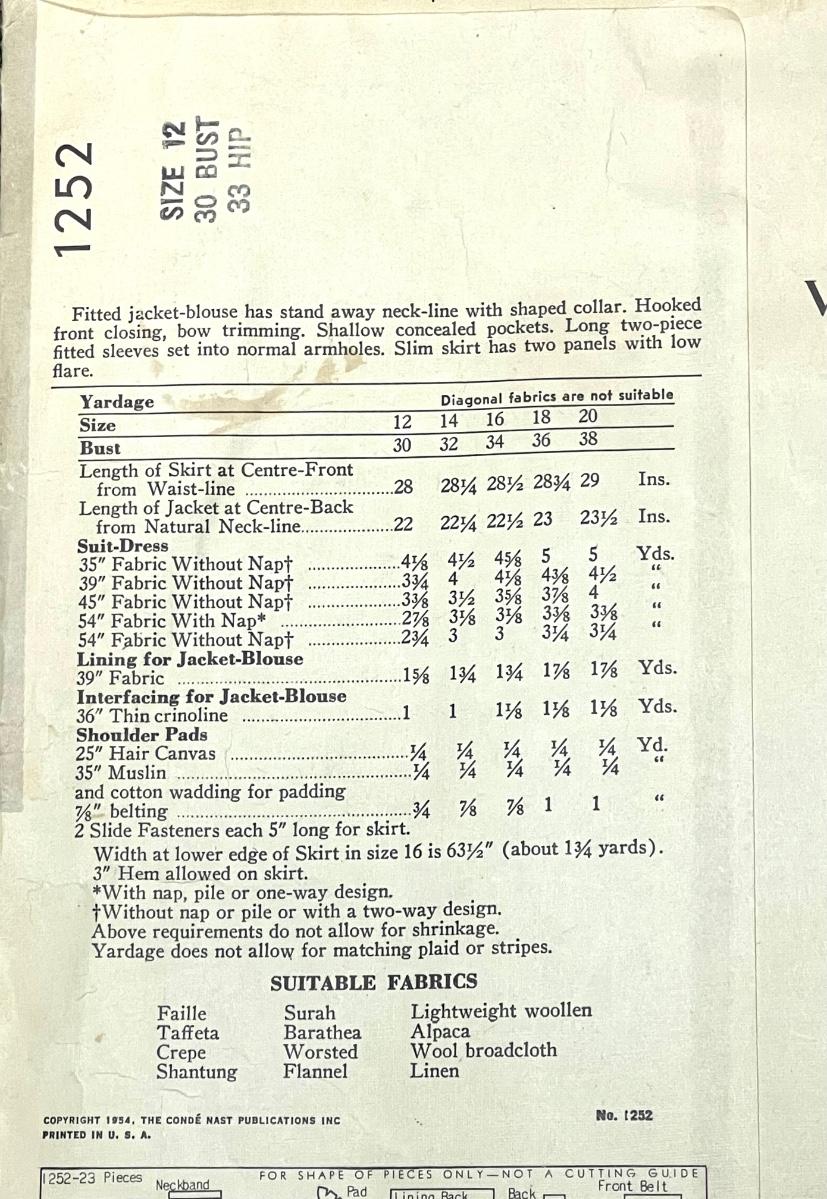 1252
SIZE 12
30 BUST
33 HIP
Fitted jacket-blouse has stand away neck-line with shaped collar. Hooked
front closing, bow trimming. Shallow concealed pockets. Long two-piece
fitted sleeves set into normal armholes. Slim skirt has two panels with low
flare.
Yardage Diagonal fabrics are not suitable
Size 12 14 16 18 20
Bust 30 32 34 36 38
Length of Skirt at Centre-Front
from Waist-line ..............................28 28¼ 28½ 28¾ 29 Ins.
Length of Jacket at Centre-Back
from Natural Neck-line........................22 22¼ 22½ 23 23½ Ins.
Suit-Dress
35" Fabric Without Nap† ..................4⅛ 4½ 4⅝ 5 5 Yds.
39" Fabric Without Nap† ..................3¾ 4 4⅛ 4⅜ 4½ "
45" Fabric Without Nap† ..................3⅜ 3½ 3⅝ 3⅞ 4 "
54" Fabric With Nap* ......................2⅞ 3⅛ 3⅛ 3⅜ 3⅜ "
54" Fabric Without Nap† ..................2¾ 3 3 3¼ 3¼ "
Lining for Jacket-Blouse
39" Fabric ....................................1⅝ 1¾ 1¾ 1⅞ 1⅞ Yds.
Interfacing for Jacket-Blouse
36" Thin crinoline ..........................1 1 1⅛ 1⅛ 1⅛ Yds.
Shoulder Pads
25" Hair Canvas ............................¼ ¼ ¼ ¼ ¼ Yd.
35" Muslin ....................................¼ ¼ ¼ ¼ ¼ "
and cotton wadding for padding
⅞" belting ....................................¾ ⅞ ⅞ 1 1 "
2 Slide Fasteners each 5" long for skirt.
Width at lower edge of Skirt in size 16 is 63½" (about 1¾ yards).
3" Hem allowed on skirt.
*With nap, pile or one-way design.
†Without nap or pile or with a two-way design.
Above requirements do not allow for shrinkage.
Yardage does not allow for matching plaid or stripes.
SUITABLE FABRICS
Faille Surah Lightweight woollen
Taffeta Barathea Alpaca
Crepe Worsted Wool broadcloth
Shantung Flannel Linen
COPYRIGHT 1954, THE CONDÉ NAST PUBLICATIONS INC
PRINTED IN U. S. A.
No. 1252
1252-23 Pieces FOR SHAPE OF PIECES ONLY—NOT A CUTTING GUIDE
Neckband Pad Lining Back Back Front Belt